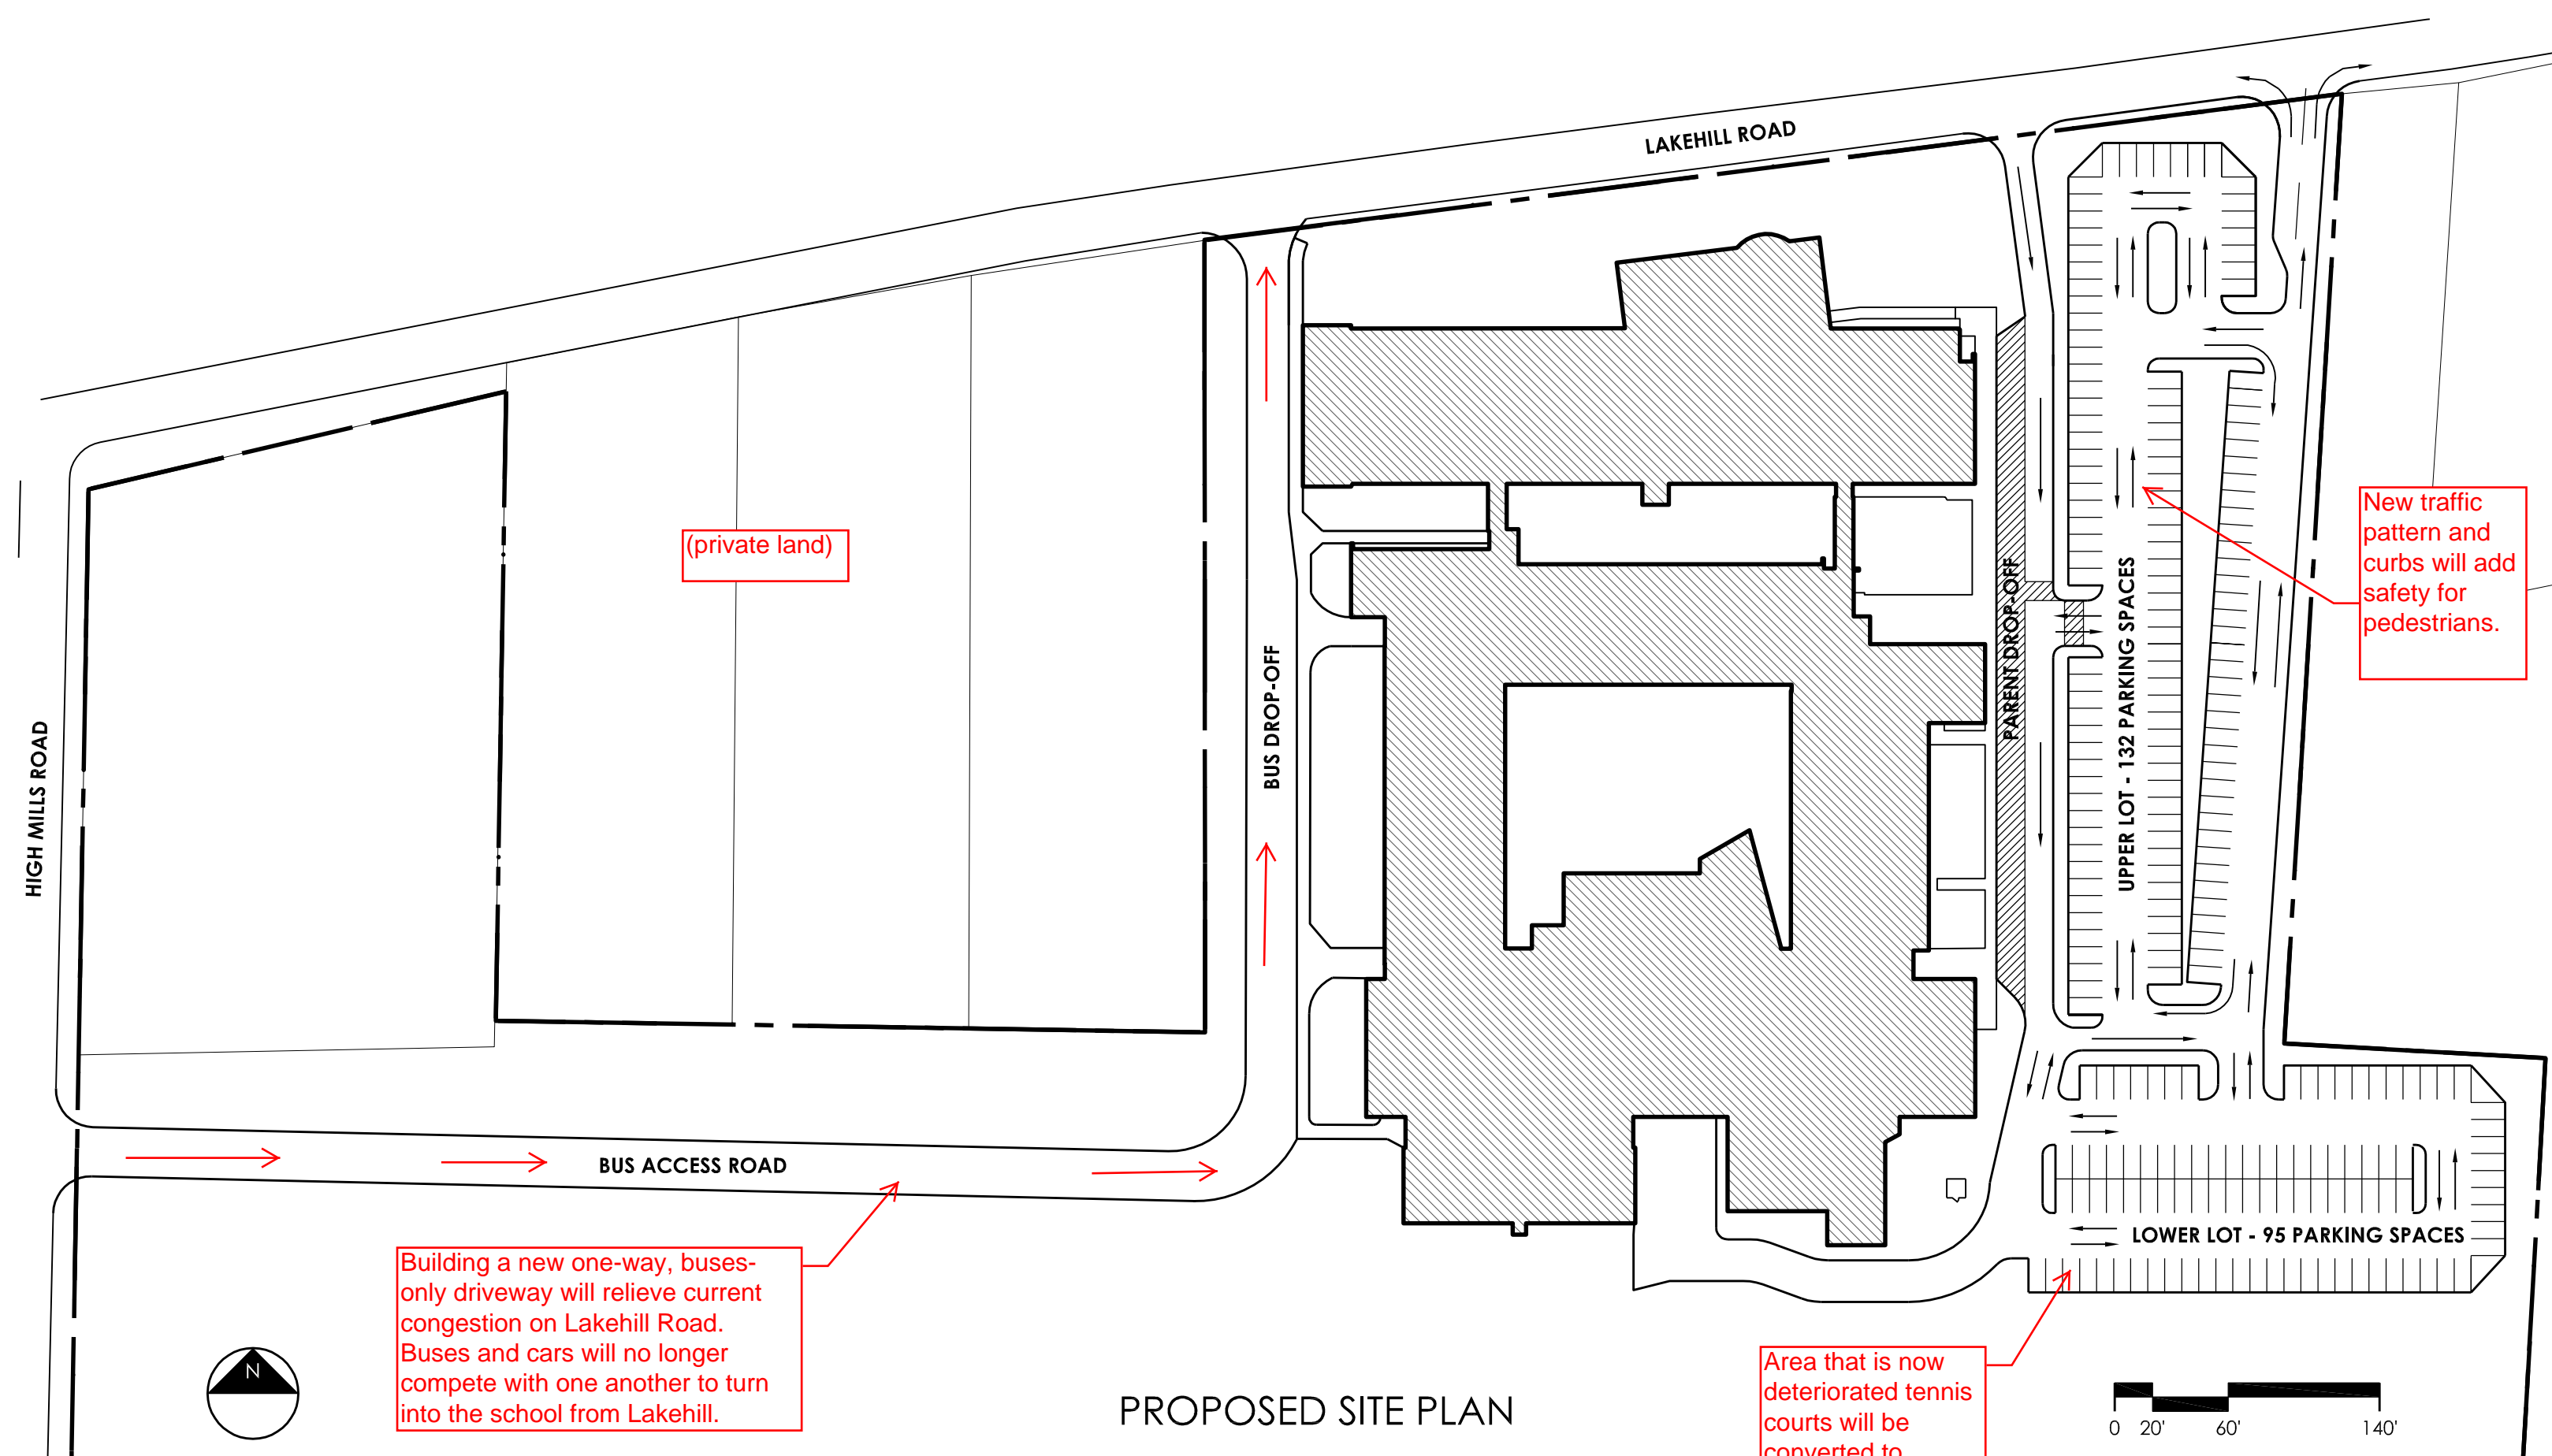 LAKEHILL ROAD
(private land)
New traffic
pattern and
curbs will add
safety for
pedestrians.
HIGH MILLS ROAD
BUS DROP-OFF
PARENT DROP-OFF
UPPER LOT - 132 PARKING SPACES
BUS ACCESS ROAD
LOWER LOT - 95 PARKING SPACES
Building a new one-way, buses-
only driveway will relieve current
congestion on Lakehill Road.
Buses and cars will no longer
compete with one another to turn
into the school from Lakehill.
N
PROPOSED SITE PLAN
Area that is now
deteriorated tennis
courts will be
converted to
0 20' 60' 140'